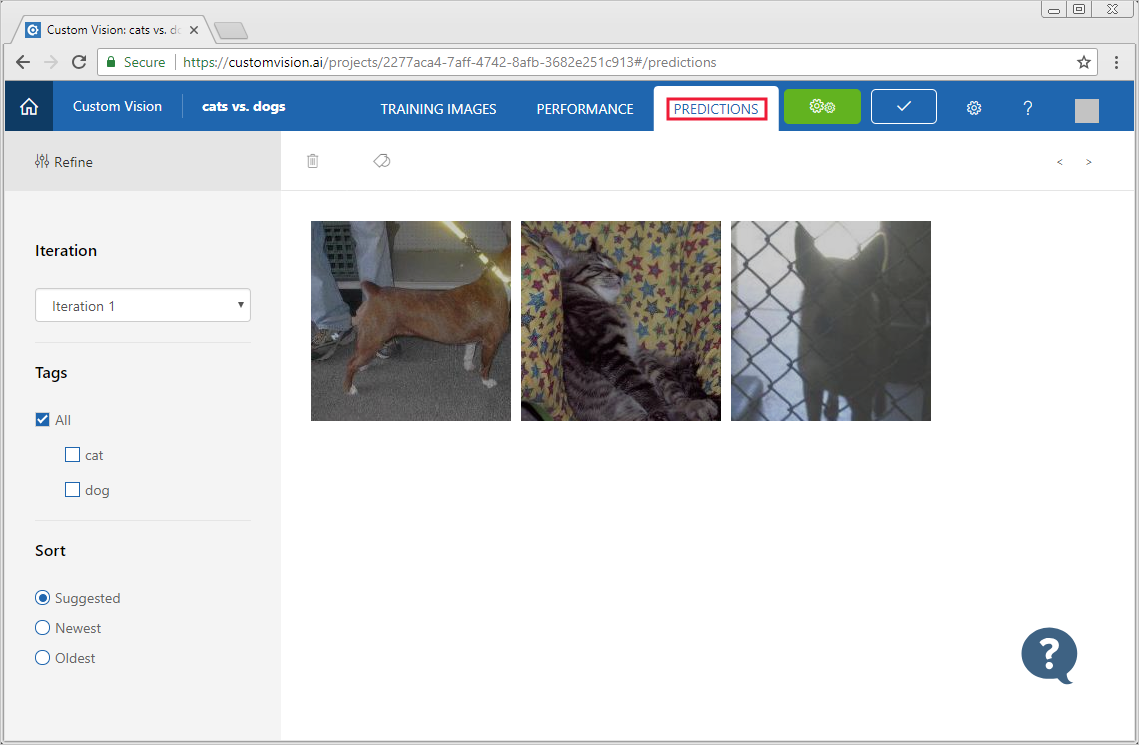 Custom Vision: cats vs. do
Secure
https://customvision.ai/projects/2277aca4-7aff-4742-8afb-3682e251c913#/predictions
Custom Vision
cats vs. dogs
TRAINING IMAGES
PERFORMANCE
PREDICTIONS
?
Refine
< >
Iteration
Iteration 1
Tags
All
cat
dog
Sort
Suggested
Newest
Oldest
?